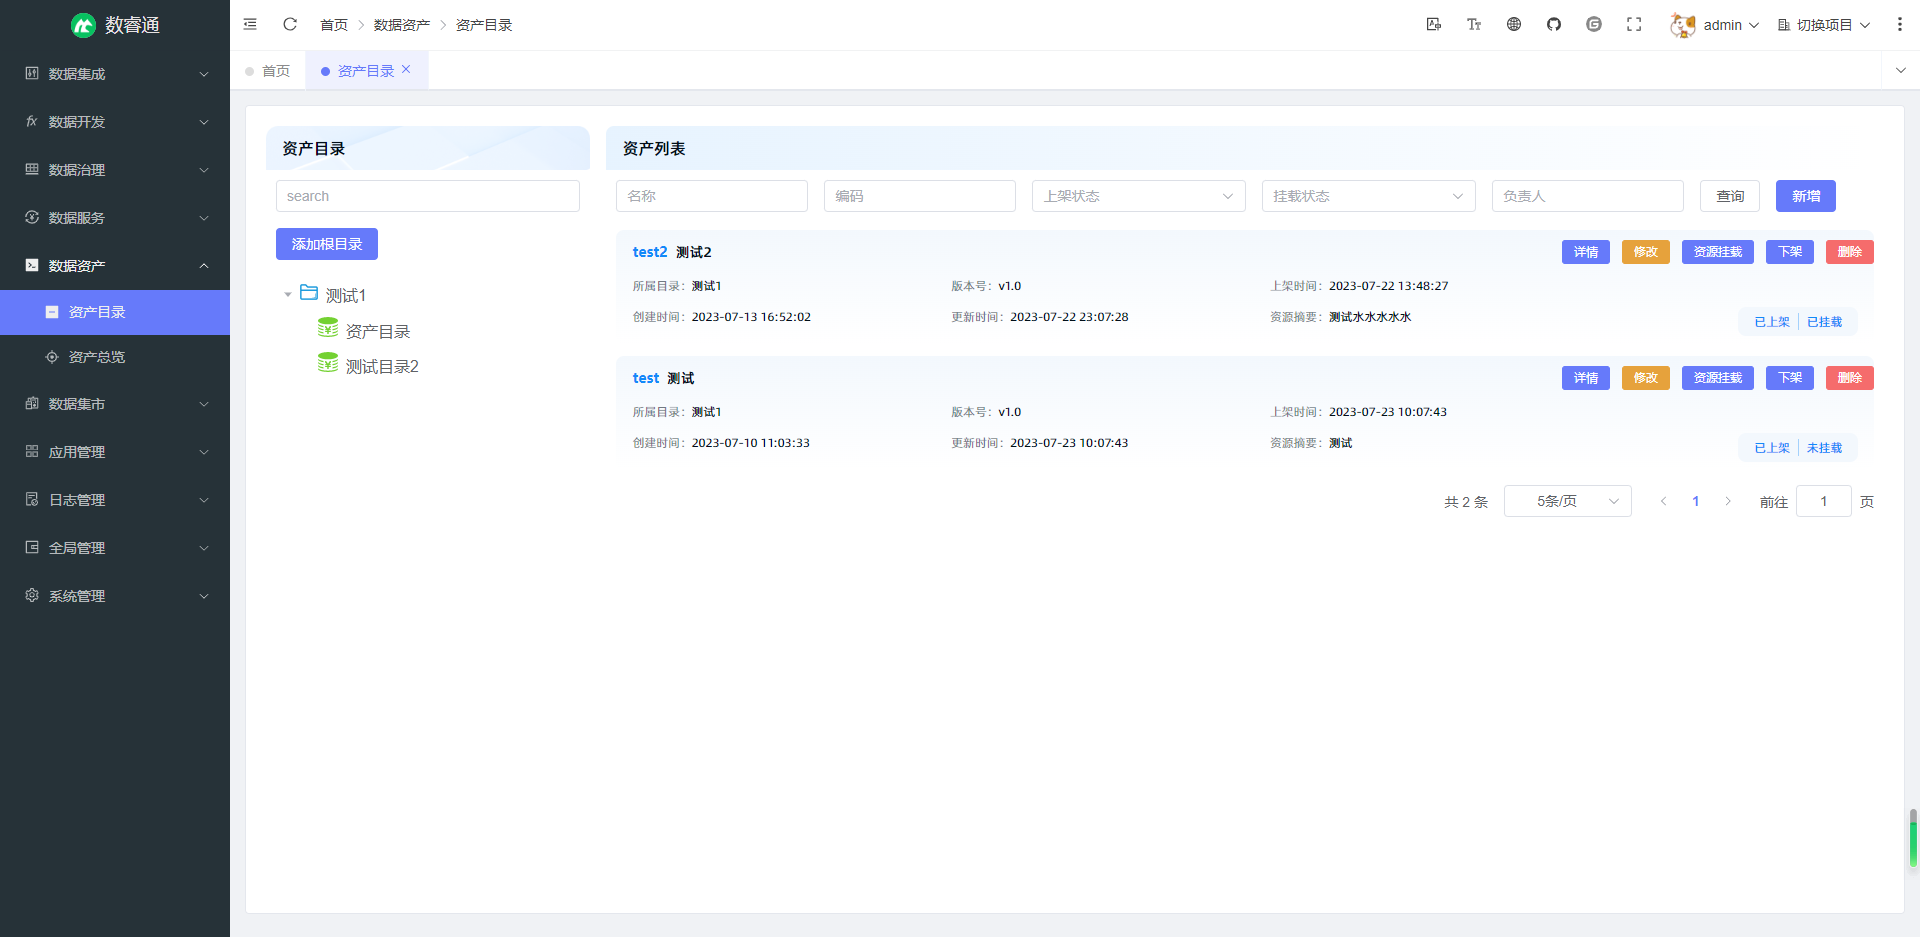 数睿通
数据集成
数据开发
数据治理
数据服务
数据资产
资产目录
资产总览
数据集市
应用管理
日志管理
全局管理
系统管理
首页 > 数据资产 > 资产目录
admin
切换项目
首页
资产目录 ×
资产目录
search
添加根目录
测试1
资产目录
测试目录2
资产列表
名称 编码 上架状态 挂载状态 负责人 查询 新增
test2 测试2 详情 修改 资源挂载 下架 删除
所属目录：测试1 版本号：v1.0 上架时间：2023-07-22 13:48:27
创建时间：2023-07-13 16:52:02 更新时间：2023-07-22 23:07:28 资源摘要：测试水水水水水
已上架 已挂载
test 测试 详情 修改 资源挂载 下架 删除
所属目录：测试1 版本号：v1.0 上架时间：2023-07-23 10:07:43
创建时间：2023-07-10 11:03:33 更新时间：2023-07-23 10:07:43 资源摘要：测试
已上架 未挂载
共 2 条 5条/页 < 1 > 前往 1 页